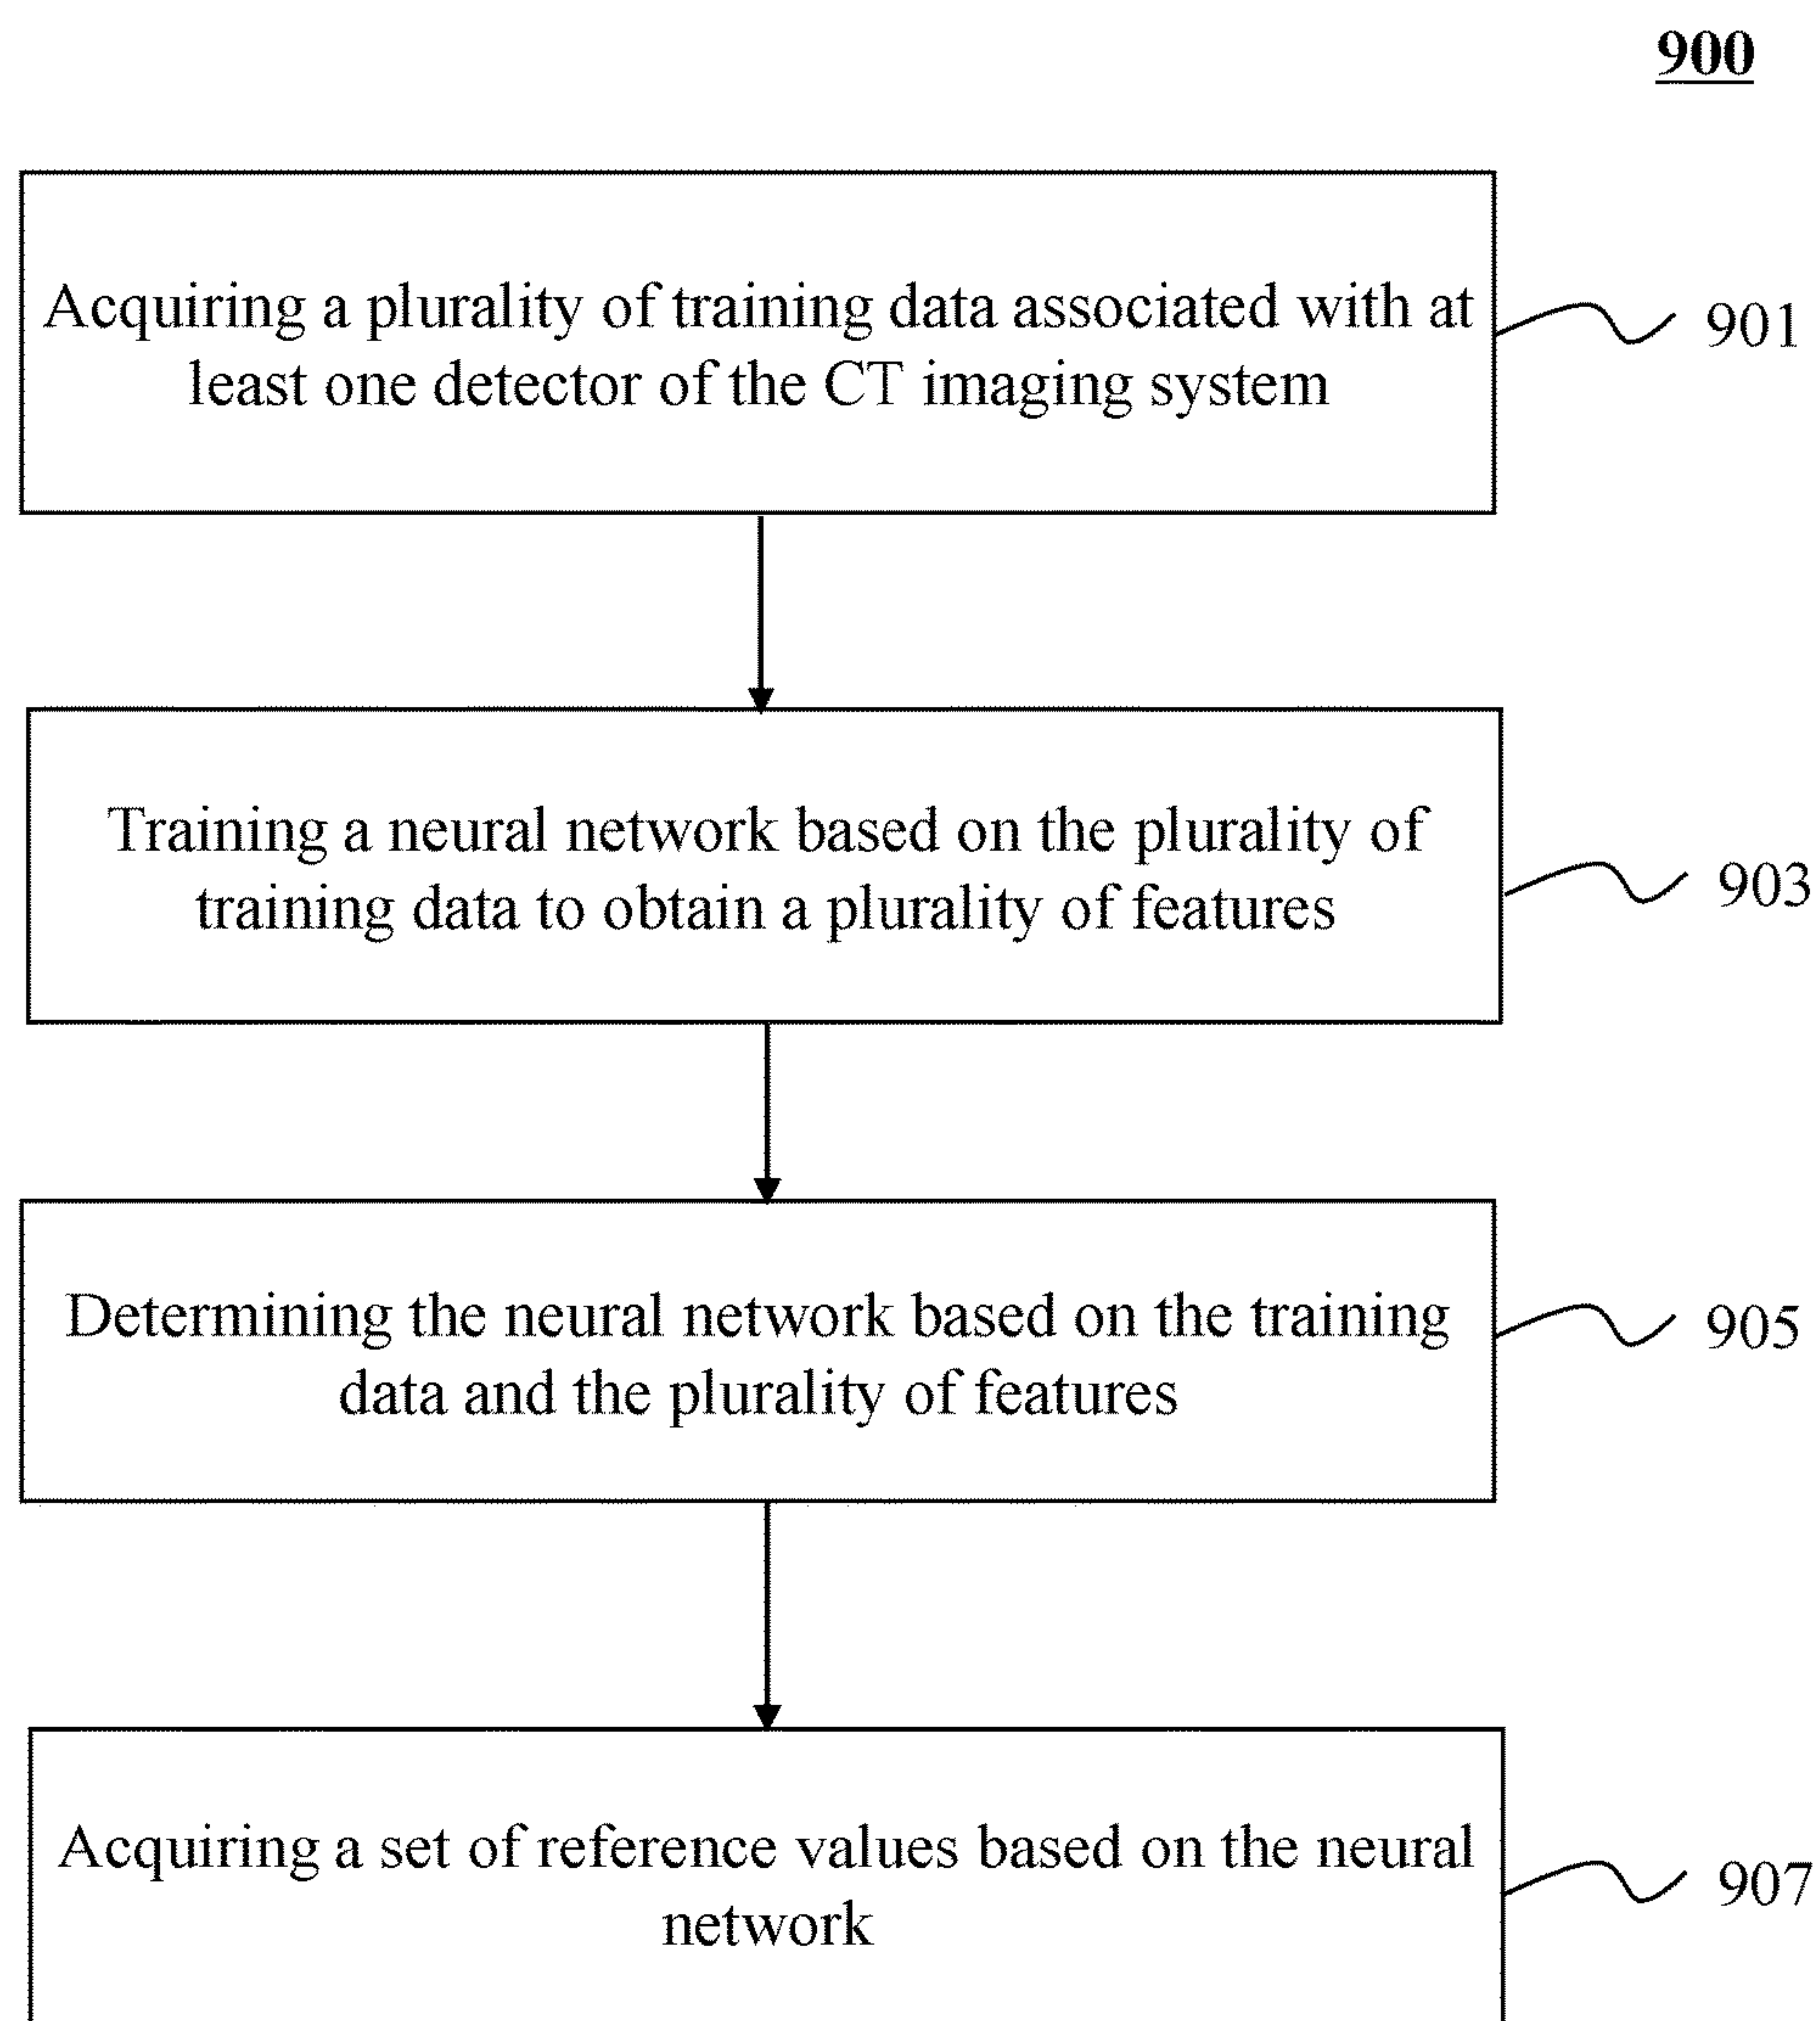 900
Acquiring a plurality of training data associated with at
least one detector of the CT imaging system
901
Training a neural network based on the plurality of
training data to obtain a plurality of features
903
Determining the neural network based on the training
data and the plurality of features
905
Acquiring a set of reference values based on the neural
network
907